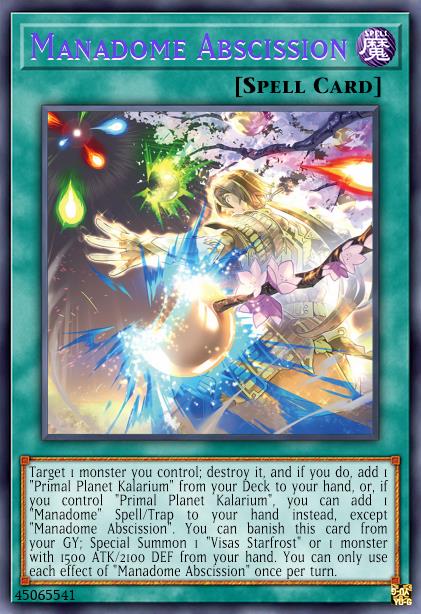 MANADOME ABSCISSION
SPELL
魔
[SPELL CARD]
Target 1 monster you control; destroy it, and if you do, add 1
"Primal Planet Kalarium" from your Deck to your hand, or, if
you control "Primal Planet Kalarium", you can add 1
"Manadome" Spell/Trap to your hand instead, except
"Manadome Abscission". You can banish this card from
your GY; Special Summon 1 "Visas Starfrost" or 1 monster
with 1500 ATK/2100 DEF from your hand. You can only use
each effect of "Manadome Abscission" once per turn.
45065541